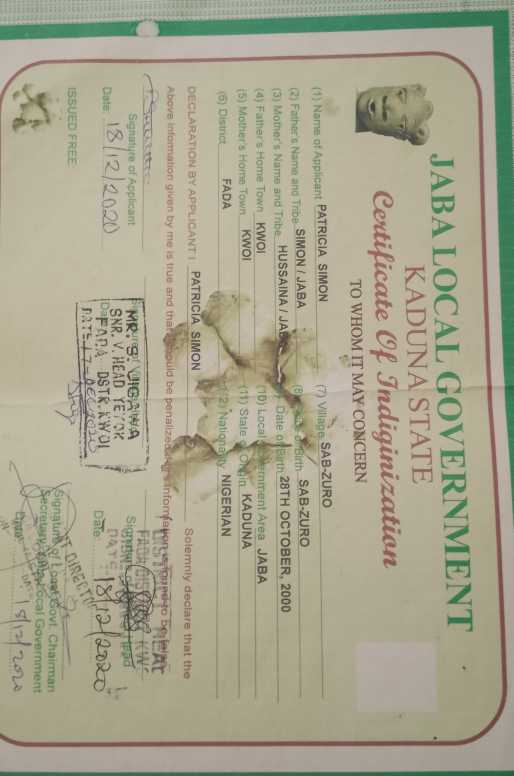 JABA LOCAL GOVERNMENT
KADUNA STATE
Certificate Of Indiginization
TO WHOM IT MAY CONCERN
(1) Name of Applicant PATRICIA SIMON
(2) Father's Name and Tribe SIMON / JABA
(3) Mother's Name and Tribe HUSSAINA /
(4) Father's Home Town KWOI
(5) Mother's Home Town KWOI
(6) District FADA
(7) Village SAB-ZURO
of Birth SAB-ZURO
Date of Birth 28TH OCTOBER, 2000
(10) Local Government Area JABA
(11) State of Origin KADUNA
Nationality NIGERIAN
DECLARATION BY APPLICANT I PATRICIA SIMON Solemnly declare that the
Above information given by me is true and that should be penalized
Signature of Applicant
Date: 18/12/2020
MR. S. JIGAWA
SNR. V. HEAD YETOK
FADA DSTR. KWOI
Date: 18/12/2020
Signature of Local Govt. Chairman
Secretary Local Government
18/12/2020
ISSUED FREE